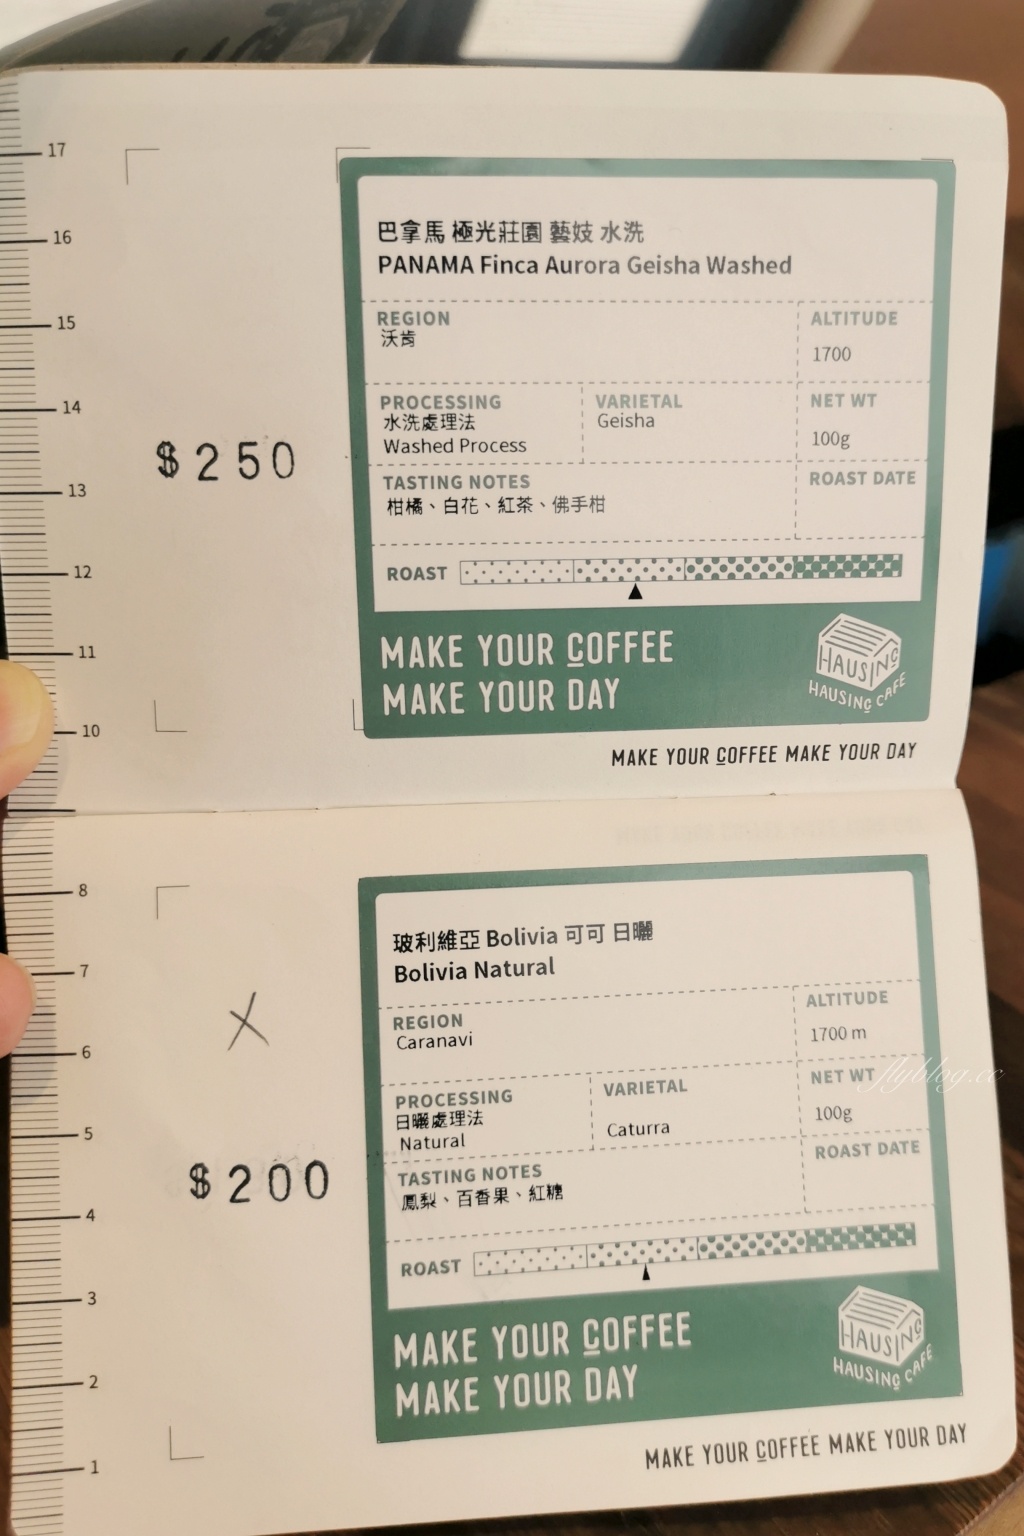 17
16
15
14
13
12
11
10
$250
巴拿馬 極光莊園 藝妓 水洗
PANAMA Finca Aurora Geisha Washed
REGION
沃肯
ALTITUDE
1700
PROCESSING
水洗處理法
Washed Process
VARIETAL
Geisha
NET WT
100g
TASTING NOTES
柑橘、白花、紅茶、佛手柑
ROAST DATE
ROAST
MAKE YOUR COFFEE
MAKE YOUR DAY
HAUSING
HAUSING CAFE
MAKE YOUR COFFEE MAKE YOUR DAY
8
7
6
5
4
3
2
1
X
$200
玻利維亞 Bolivia 可可 日曬
Bolivia Natural
REGION
Caranavi
ALTITUDE
1700 m
PROCESSING
日曬處理法
Natural
VARIETAL
Caturra
NET WT
100g
flyblog.cc
TASTING NOTES
鳳梨、百香果、紅糖
ROAST DATE
ROAST
MAKE YOUR COFFEE
MAKE YOUR DAY
HAUSING
HAUSING CAFE
MAKE YOUR COFFEE MAKE YOUR DAY